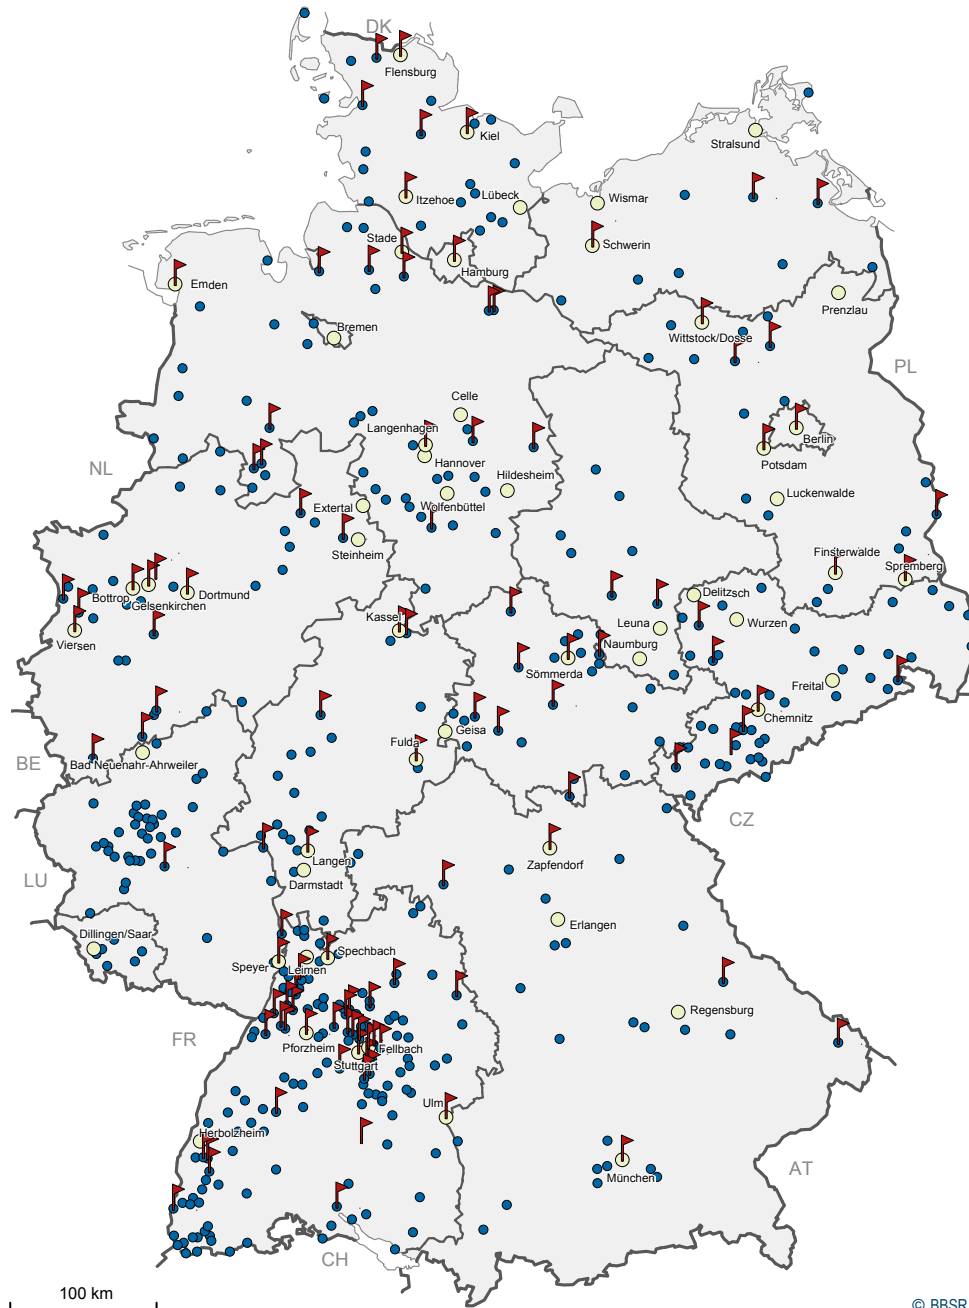 DK
Flensburg
Kiel
Stralsund
Itzehoe
Lübeck
Wismar
Stade
Schwerin
Hamburg
Emden
Prenzlau
Bremen
Wittstock/Dosse
PL
Celle
Langenhagen
Berlin
Hannover
Potsdam
NL
Hildesheim
Luckenwalde
Extertal
Wolfenbüttel
Steinheim
Finsterwalde
Spremberg
Bottrop
Dortmund
Delitzsch
Gelsenkirchen
Kassel
Leuna
Wurzen
Viersen
Naumburg
Sömmerda
Freital
Chemnitz
Geisa
Fulda
BE
Bad Neuenahr-Ahrweiler
CZ
Langen
Zapfendorf
LU
Darmstadt
Erlangen
Dillingen/Saar
Spechbach
Speyer
Leimen
Regensburg
FR
Pforzheim
Fellbach
Stuttgart
Ulm
Herbolzheim
AT
München
CH
100 km
© BBSR